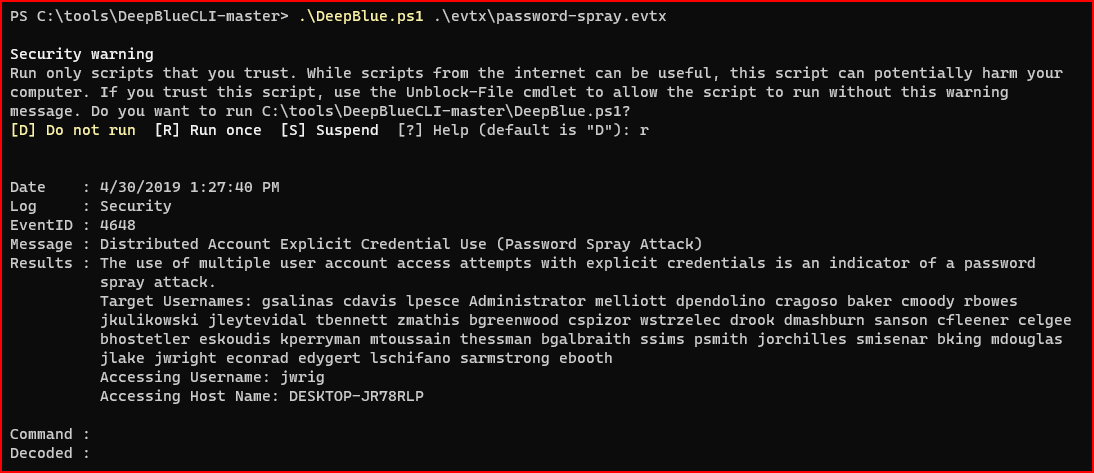 PS C:\tools\DeepBlueCLI-master> .\DeepBlue.ps1 .\evtx\password-spray.evtx
Security warning
Run only scripts that you trust. While scripts from the internet can be useful, this script can potentially harm your
computer. If you trust this script, use the Unblock-File cmdlet to allow the script to run without this warning
message. Do you want to run C:\tools\DeepBlueCLI-master\DeepBlue.ps1?
[D] Do not run  [R] Run once  [S] Suspend  [?] Help (default is "D"): r
Date    : 4/30/2019 1:27:40 PM
Log     : Security
EventID : 4648
Message : Distributed Account Explicit Credential Use (Password Spray Attack)
Results : The use of multiple user account access attempts with explicit credentials is an indicator of a password
          spray attack.
          Target Usernames: gsalinas cdavis lpesce Administrator melliott dpendolino cragoso baker cmoody rbowes
          jkulikowski jleytevidal tbennett zmathis bgreenwood cspizor wstrzelec drook dmashburn sanson cfleener celgee
          bhostetler eskoudis kperryman mtoussain thessman bgalbraith ssims psmith jorchilles smisenar bking mdouglas
          jlake jwright econrad edygert lschifano sarmstrong ebooth
          Accessing Username: jwrig
          Accessing Host Name: DESKTOP-JR78RLP
Command :
Decoded :